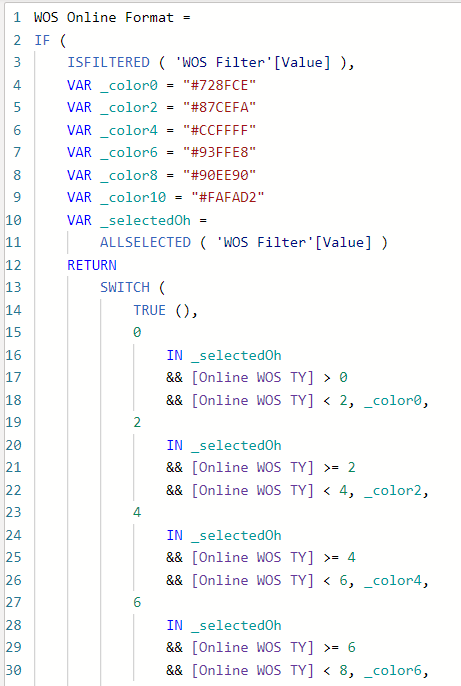 1 WOS Online Format =
2 IF (
3 ISFILTERED ( 'WOS Filter'[Value] ),
4 VAR _color0 = "#728FCE"
5 VAR _color2 = "#87CEFA"
6 VAR _color4 = "#CCFFFF"
7 VAR _color6 = "#93FFE8"
8 VAR _color8 = "#90EE90"
9 VAR _color10 = "#FAFAD2"
10 VAR _selectedOh =
11 ALLSELECTED ( 'WOS Filter'[Value] )
12 RETURN
13 SWITCH (
14 TRUE (),
15 0
16 IN _selectedOh
17 && [Online WOS TY] > 0
18 && [Online WOS TY] < 2, _color0,
19 2
20 IN _selectedOh
21 && [Online WOS TY] >= 2
22 && [Online WOS TY] < 4, _color2,
23 4
24 IN _selectedOh
25 && [Online WOS TY] >= 4
26 && [Online WOS TY] < 6, _color4,
27 6
28 IN _selectedOh
29 && [Online WOS TY] >= 6
30 && [Online WOS TY] < 8, _color6,